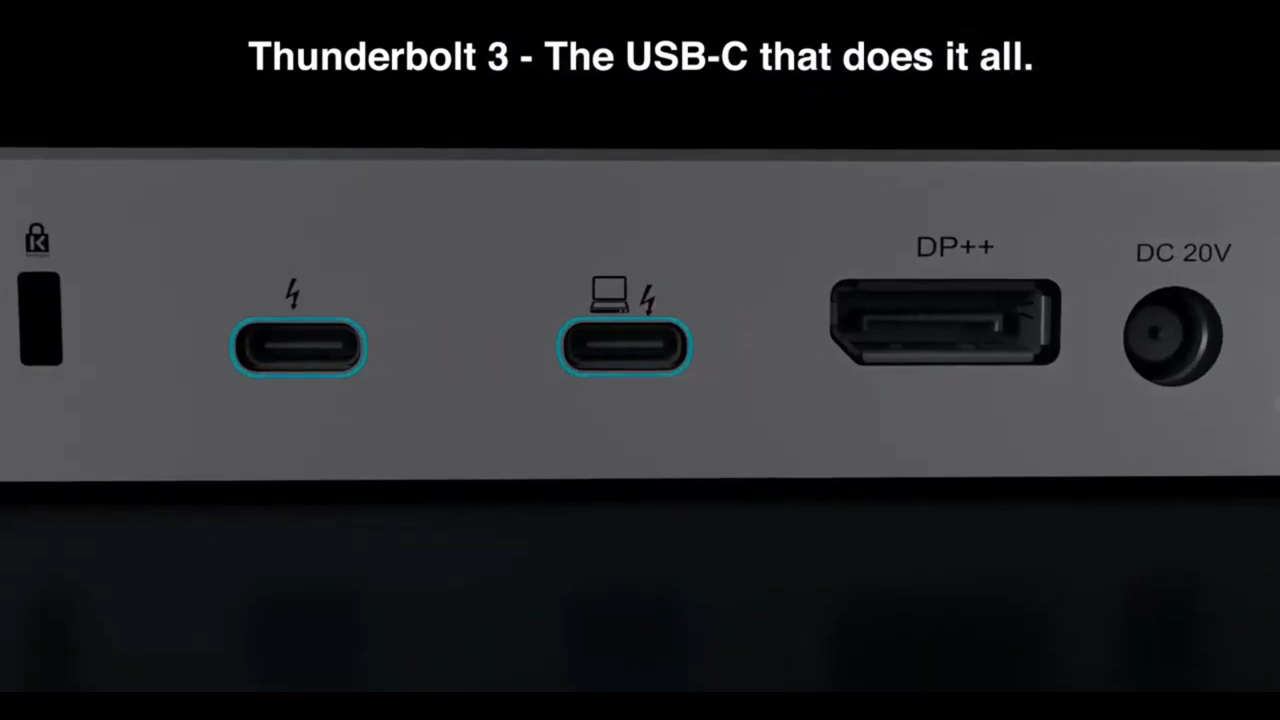 Thunderbolt 3 - The USB-C that does it all.
K
DP++
DC 20V